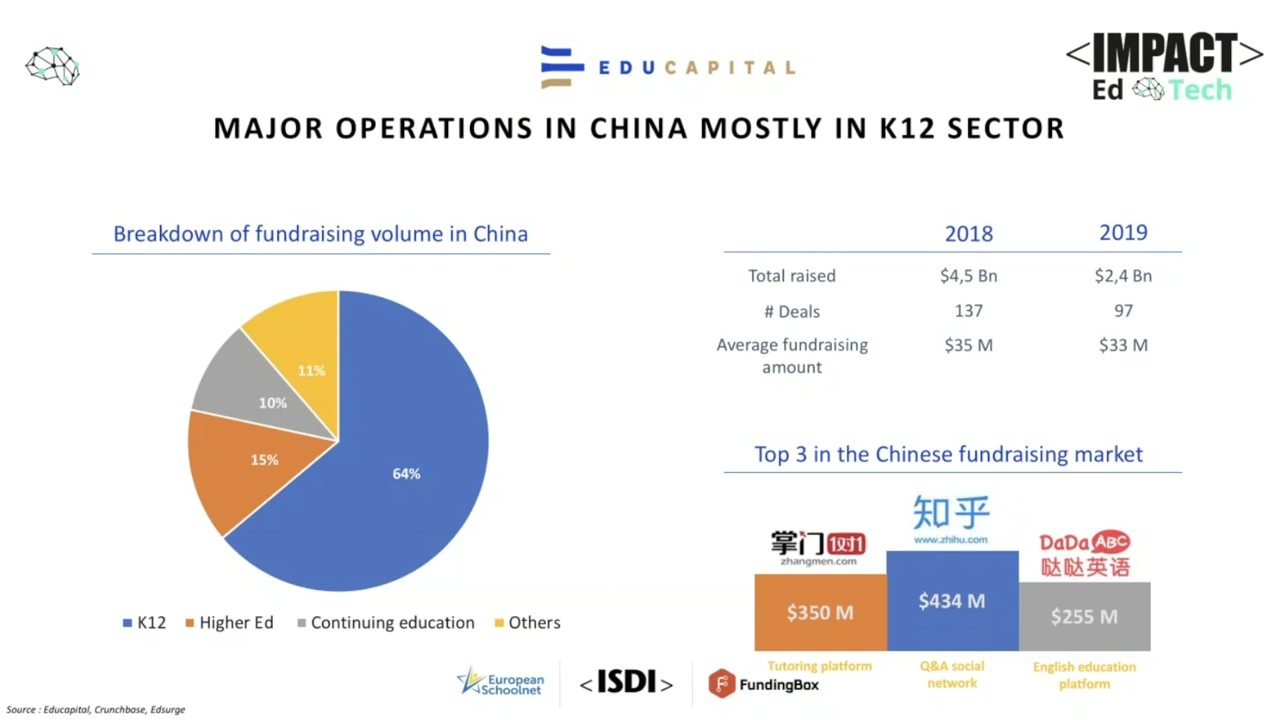 EDUCAPITAL
<IMPACT>
Ed Tech
MAJOR OPERATIONS IN CHINA MOSTLY IN K12 SECTOR
Breakdown of fundraising volume in China
11%
10%
15%
64%
K12 Higher Ed Continuing education Others
2018 2019
Total raised $4,5 Bn $2,4 Bn
# Deals 137 97
Average fundraising $35 M $33 M
amount
Top 3 in the Chinese fundraising market
掌门1对1
zhangmen.com
知乎
www.zhihu.com
DaDaABC
哒哒英语
$350 M
$434 M
$255 M
Tutoring platform
Q&A social
network
English education
platform
European
Schoolnet
<ISDI>
FundingBox
Source : Educapital, Crunchbase, Edsurge